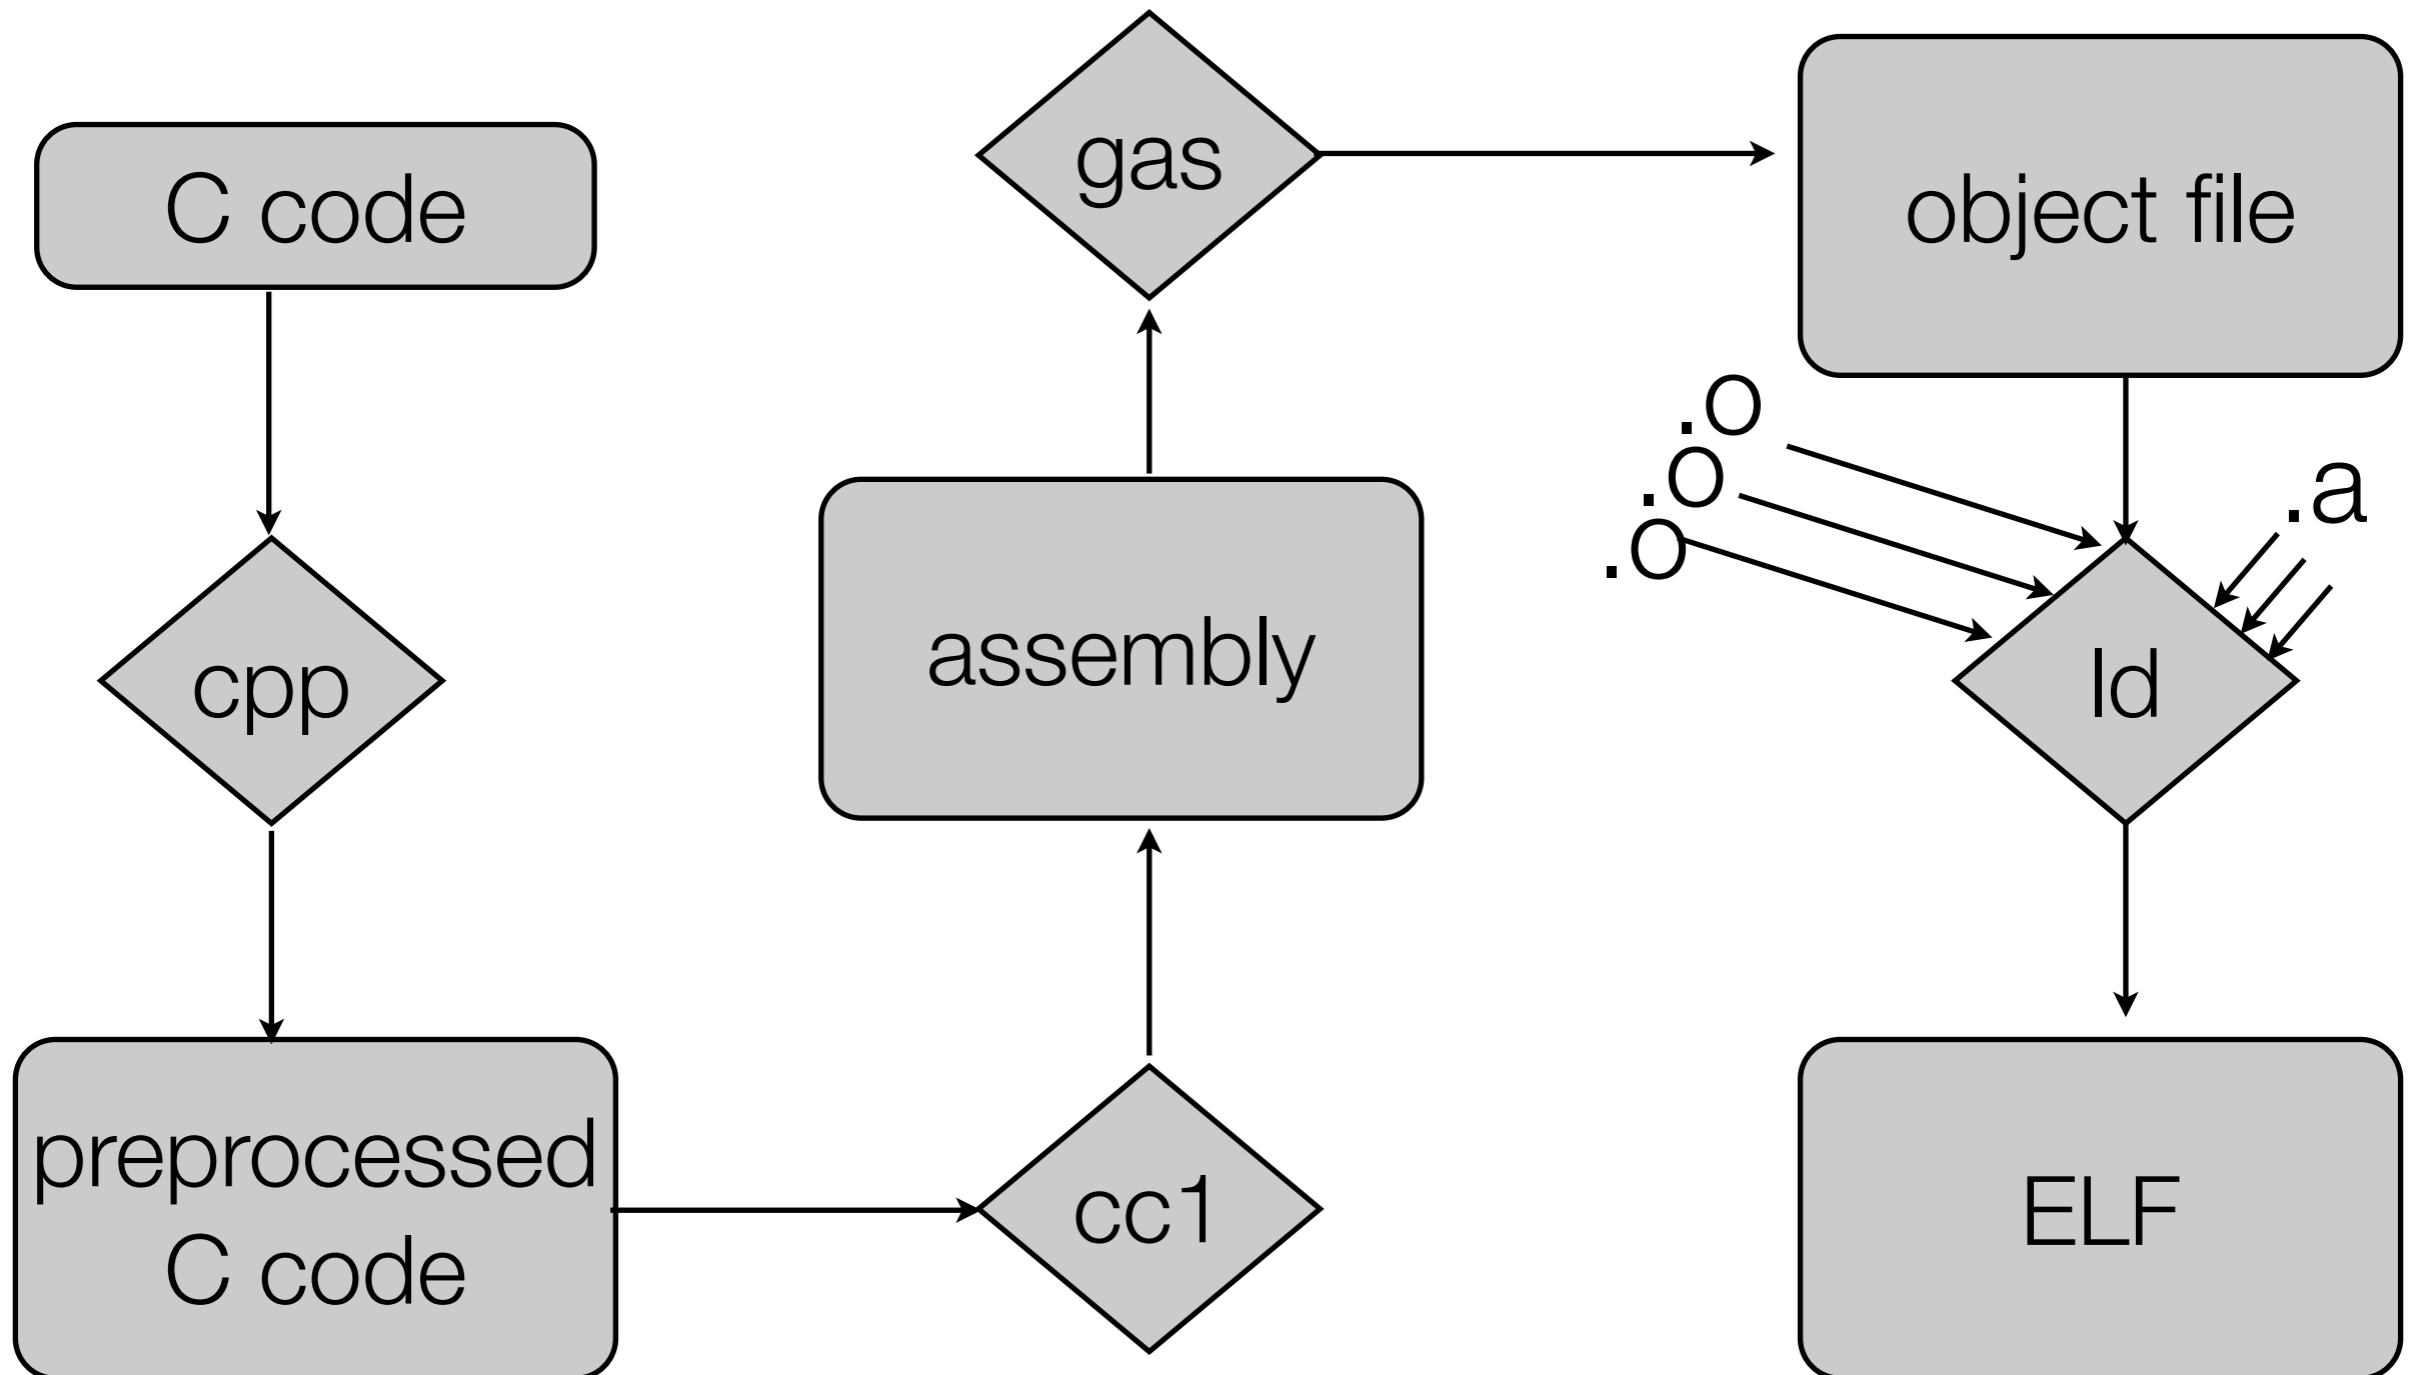 C code
cpp
preprocessed
C code
cc1
assembly
gas
object file
.o
.o
.o
.a
ld
ELF